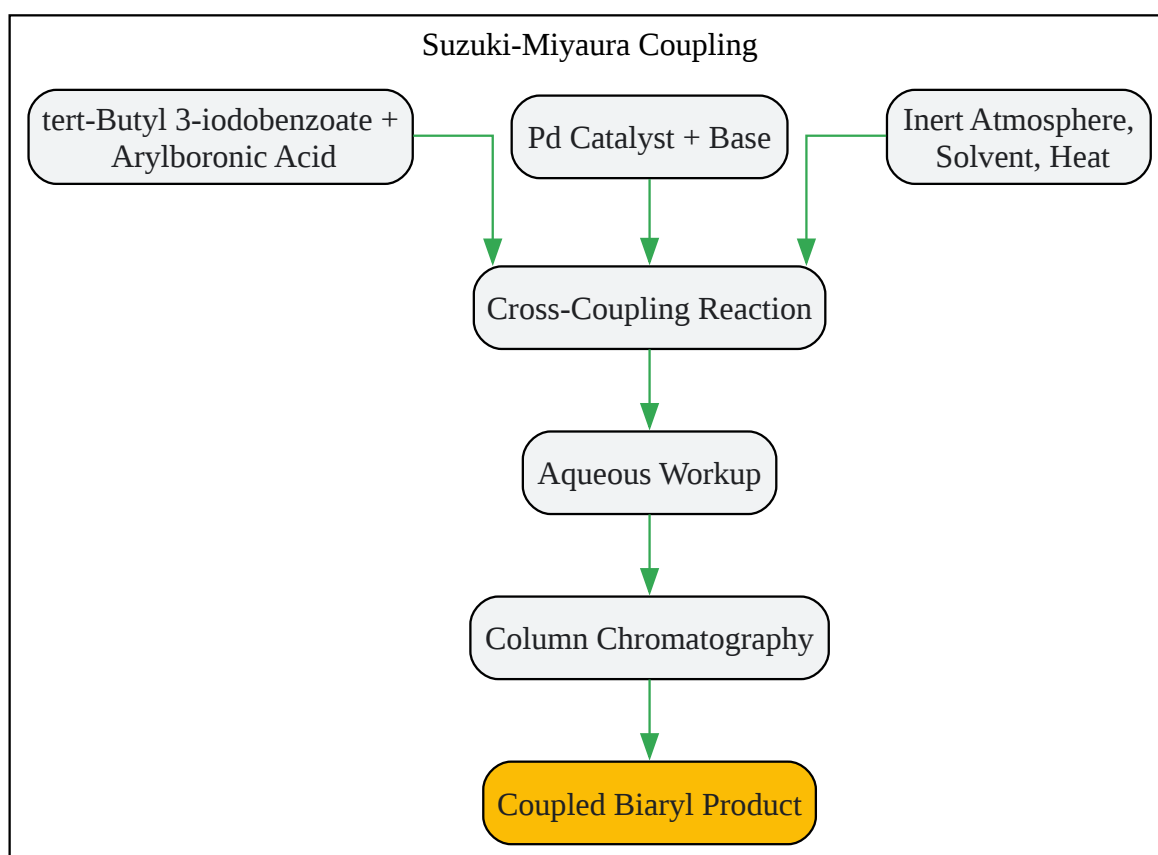 Suzuki-Miyaura Coupling
tert-Butyl 3-iodobenzoate +
Arylboronic Acid
Pd Catalyst + Base
Inert Atmosphere,
Solvent, Heat
Cross-Coupling Reaction
Aqueous Workup
Column Chromatography
Coupled Biaryl Product